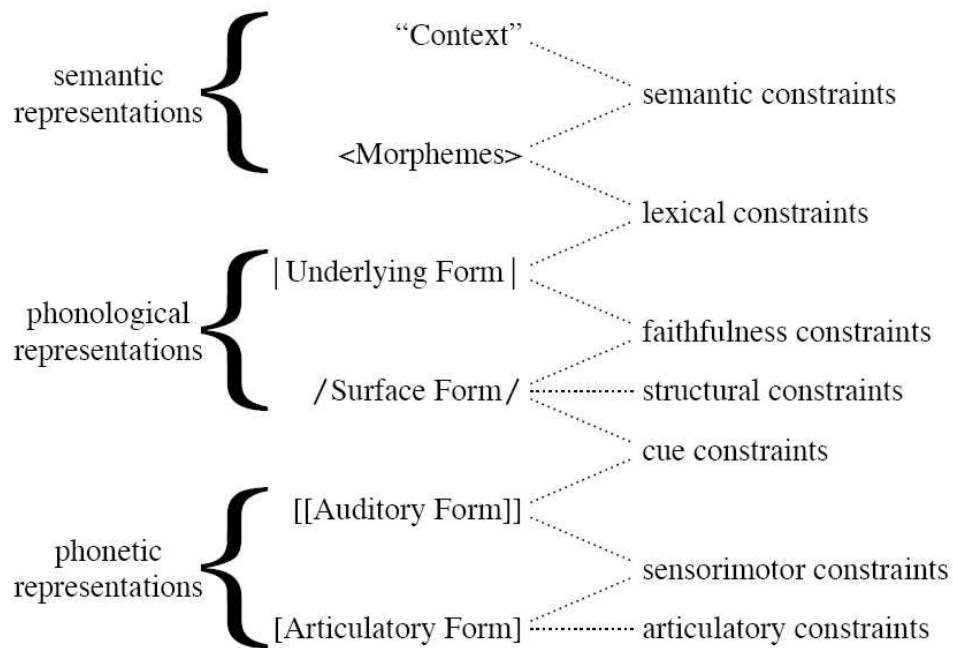 “Context”
semantic
representations
semantic constraints
<Morphemes>
lexical constraints
|Underlying Form|
phonological
representations
faithfulness constraints
/Surface Form/
structural constraints
cue constraints
[[Auditory Form]]
phonetic
representations
sensorimotor constraints
[Articulatory Form]
articulatory constraints